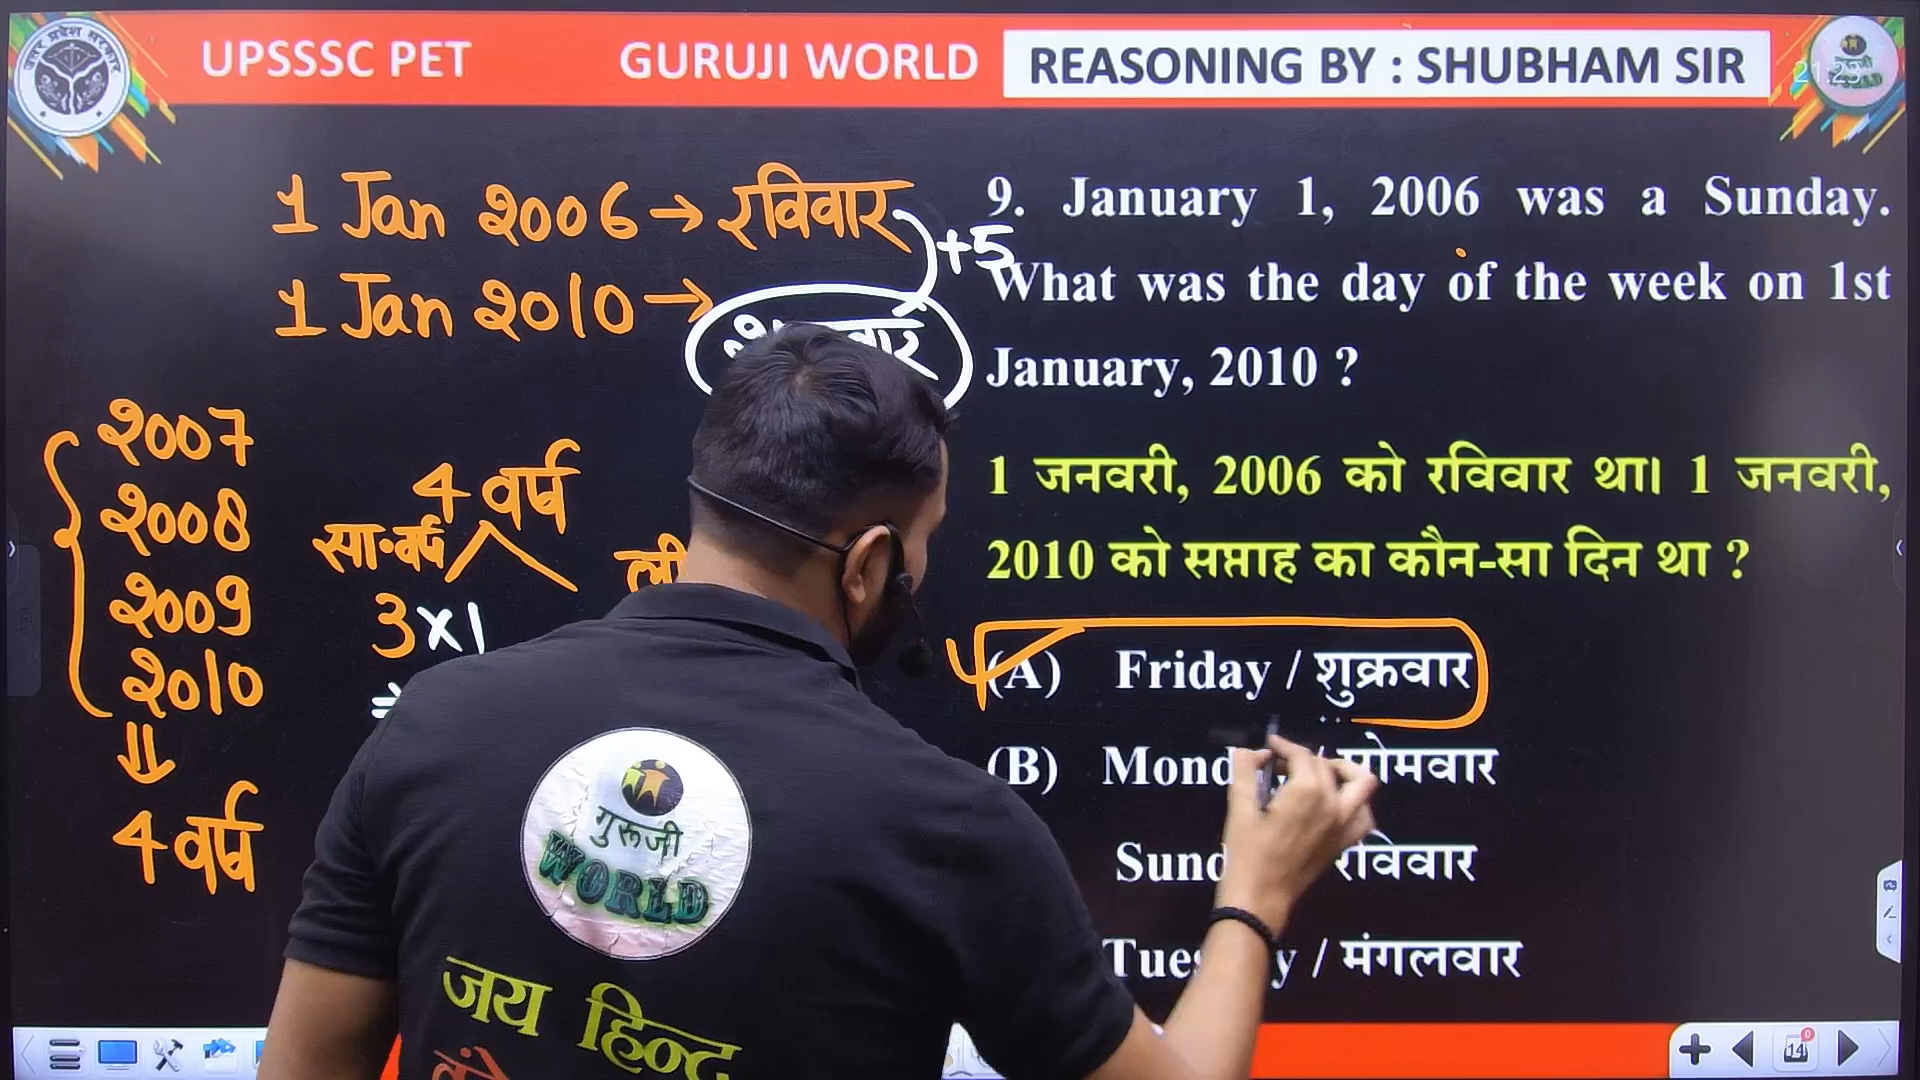 UPSSSC PET GURUJI WORLD REASONING BY : SHUBHAM SIR
21:23
1 Jan 2006 → रविवार
+5
1 Jan 2010 →
2007
2008
2009
2010
4 वर्ष
4 वर्ष
सा. वर्ष
3×1
9. January 1, 2006 was a Sunday.
What was the day of the week on 1st
January, 2010 ?
1 जनवरी, 2006 को रविवार था। 1 जनवरी,
2010 को सप्ताह का कौन-सा दिन था ?
(A) Friday / शुक्रवार
(B) / सोमवार
रविवार
/ मंगलवार
गुरूजी
WORLD
जय हिन्द
14